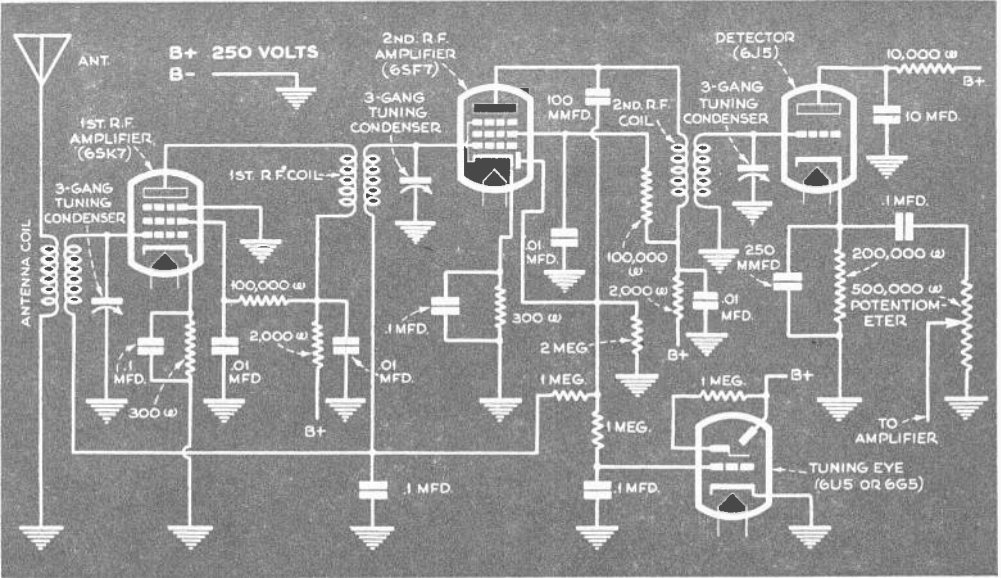 ANT.
B+ 250 VOLTS
B-
2ND. R.F.
AMPLIFIER
(6SF7)
DETECTOR
(6J5)
10,000 ω
B+
3-GANG
TUNING
CONDENSER
100
MMFD.
2ND. R.F.
COIL
3-GANG
TUNING
CONDENSER
10 MFD.
1ST. R.F.
AMPLIFIER
(6SK7)
1ST. R.F. COIL
3-GANG
TUNING
CONDENSER
ANTENNA COIL
.1 MFD.
100,000 ω
.01
MFD.
100,000
ω
250
MMFD
200,000 ω
500,000 ω
POTENTIOM-
ETER
2,000 ω
.1 MFD.
300 ω
2,000 ω
.01
MFD.
.1
MFD.
.01
MFD
.01
MFD.
2 MEG
B+
300 ω
B+
1 MEG.
1 MEG.
B+
1 MEG.
TO
AMPLIFIER
TUNING EYE
(6U5 OR 6G5)
.1 MFD.
.1 MFD.